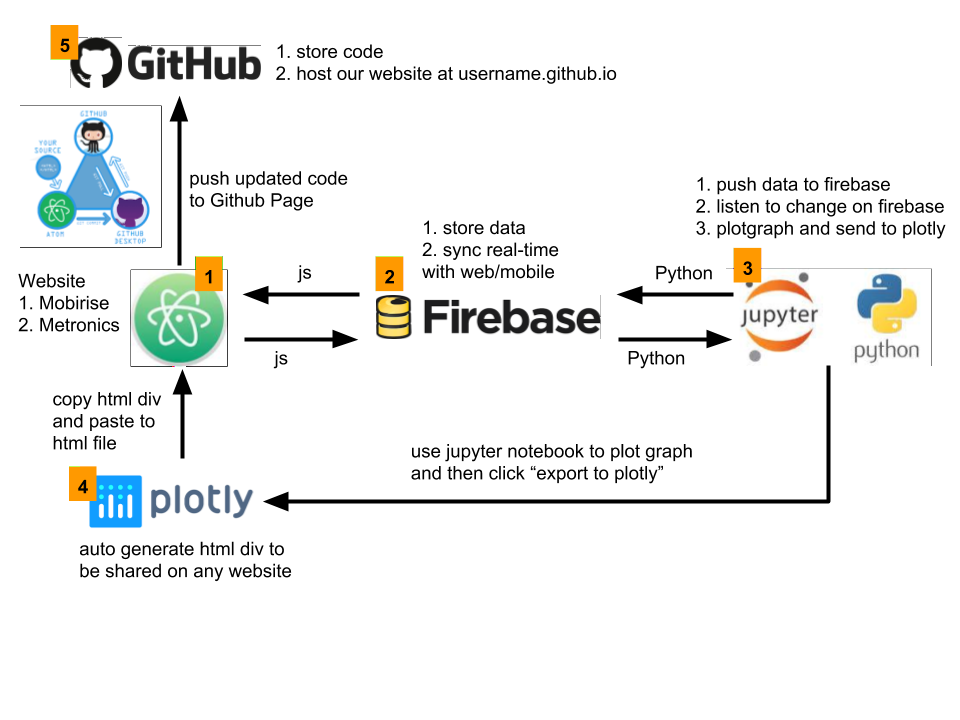 5
GitHub
1. store code
2. host our website at username.github.io
GITHUB
YOUR
SOURCE
ATOM
GITHUB
DESKTOP
push updated code
to Github Page
1. push data to firebase
2. listen to change on firebase
3. plotgraph and send to plotly
1. store data
2. sync real-time
with web/mobile
Website
1. Mobirise
2. Metronics
1
js
js
2
Firebase
Python
Python
3
jupyter
python
copy html div
and paste to
html file
use jupyter notebook to plot graph
and then click “export to plotly”
4
plotly
auto generate html div to
be shared on any website